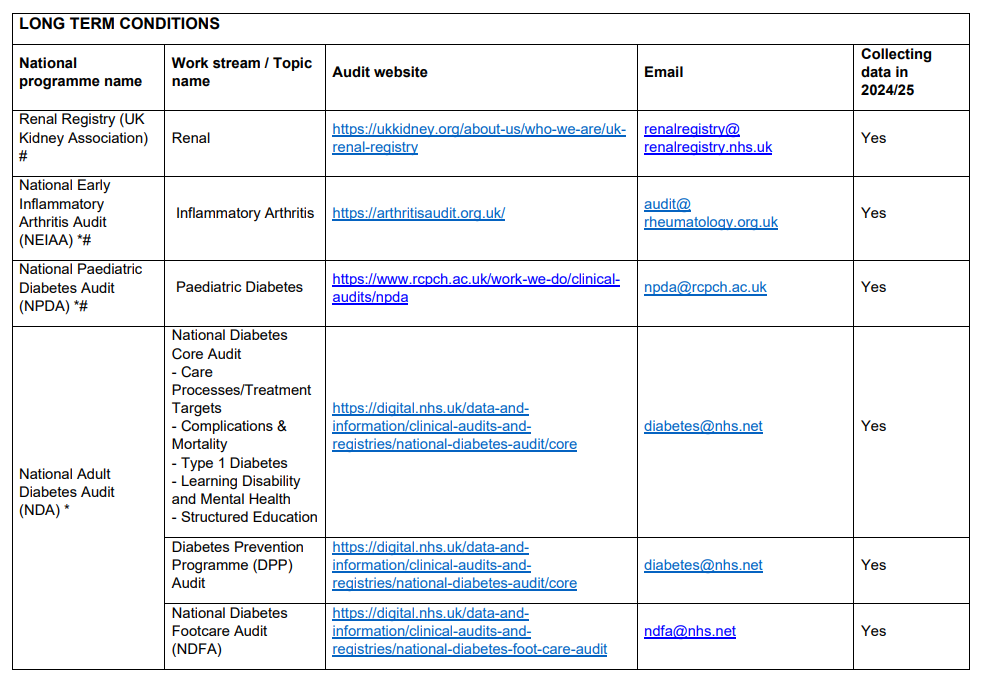 LONG TERM CONDITIONS
National
programme name
Work stream / Topic
name
Audit website
Email
Collecting
data in
2024/25
Renal Registry (UK
Kidney Association)
#
Renal
https://ukkidney.org/about-us/who-we-are/uk-
renal-registry
renalregistry@
renalregistry.nhs.uk
Yes
National Early
Inflammatory
Arthritis Audit
(NEIAA) *#
Inflammatory Arthritis
https://arthritisaudit.org.uk/
audit@
rheumatology.org.uk
Yes
National Paediatric
Diabetes Audit
(NPDA) *#
Paediatric Diabetes
https://www.rcpch.ac.uk/work-we-do/clinical-
audits/npda
npda@rcpch.ac.uk
Yes
National Adult
Diabetes Audit
(NDA) *
National Diabetes
Core Audit
- Care
Processes/Treatment
Targets
- Complications &
Mortality
- Type 1 Diabetes
- Learning Disability
and Mental Health
- Structured Education
https://digital.nhs.uk/data-and-
information/clinical-audits-and-
registries/national-diabetes-audit/core
diabetes@nhs.net
Yes
Diabetes Prevention
Programme (DPP)
Audit
https://digital.nhs.uk/data-and-
information/clinical-audits-and-
registries/national-diabetes-audit/core
diabetes@nhs.net
Yes
National Diabetes
Footcare Audit
(NDFA)
https://digital.nhs.uk/data-and-
information/clinical-audits-and-
registries/national-diabetes-foot-care-audit
ndfa@nhs.net
Yes